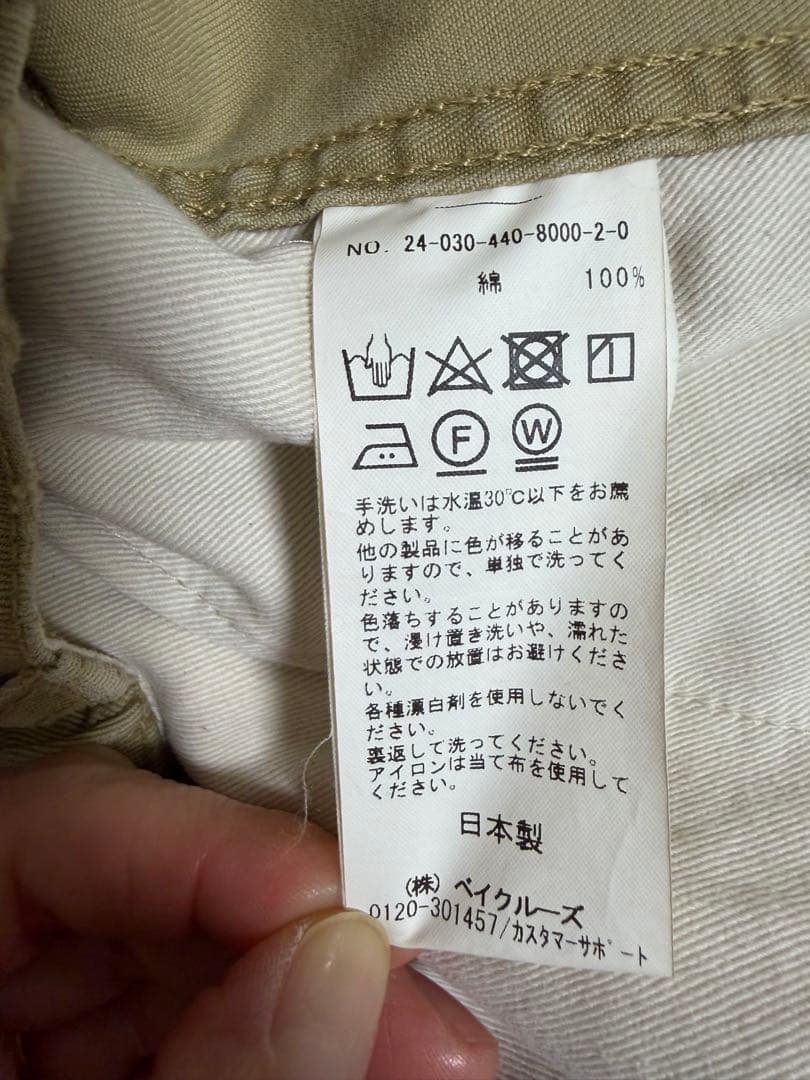 NO. 24-030-440-8000-2-0
綿 100%
F W
手洗いは水温30℃以下をお薦
めします。
他の製品に色が移ることがあ
りますので、単独で洗ってく
ださい。
色落ちすることがありますの
で、浸け置き洗いや、濡れた
状態での放置はお避けくださ
い。
各種漂白剤を使用しないでく
ださい。
裏返して洗ってください。
アイロンは当て布を使用して
ください。
日本製
(株) ベイクルーズ
0120-301457/カスタマーサポート